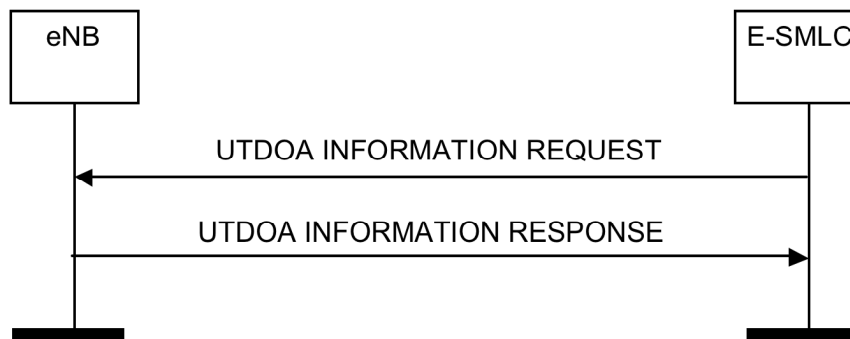 eNB
E-SMLC
UTDOA INFORMATION REQUEST
UTDOA INFORMATION RESPONSE